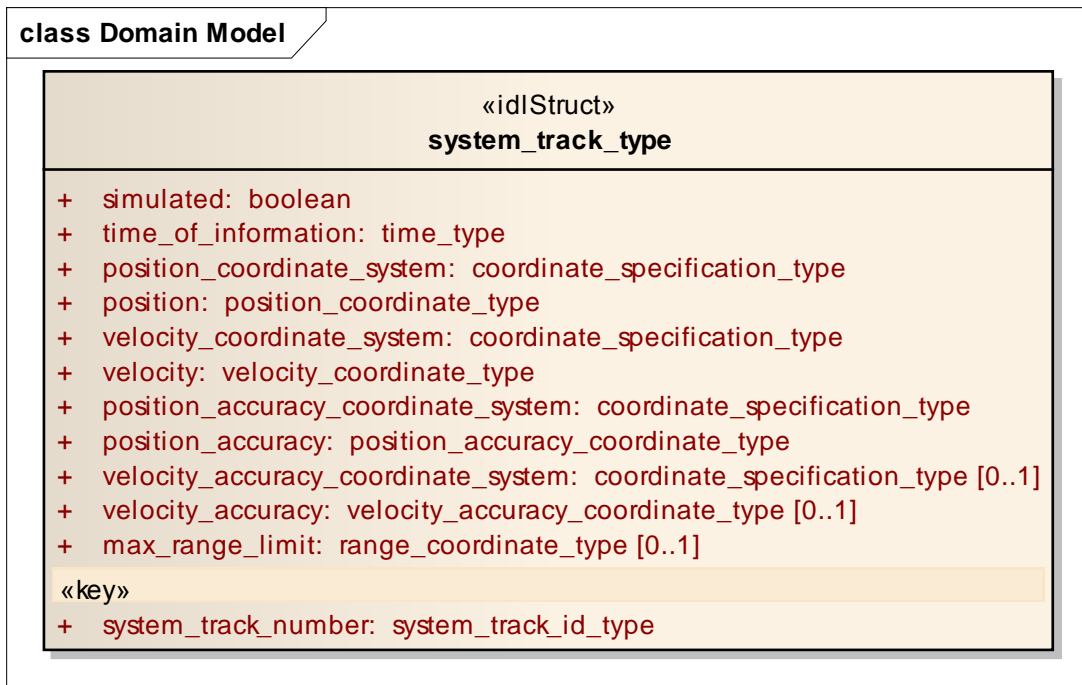 class Domain Model
«idlStruct»
system_track_type
+ simulated: boolean
+ time_of_information: time_type
+ position_coordinate_system: coordinate_specification_type
+ position: position_coordinate_type
+ velocity_coordinate_system: coordinate_specification_type
+ velocity: velocity_coordinate_type
+ position_accuracy_coordinate_system: coordinate_specification_type
+ position_accuracy: position_accuracy_coordinate_type
+ velocity_accuracy_coordinate_system: coordinate_specification_type [0..1]
+ velocity_accuracy: velocity_accuracy_coordinate_type [0..1]
+ max_range_limit: range_coordinate_type [0..1]
«key»
+ system_track_number: system_track_id_type